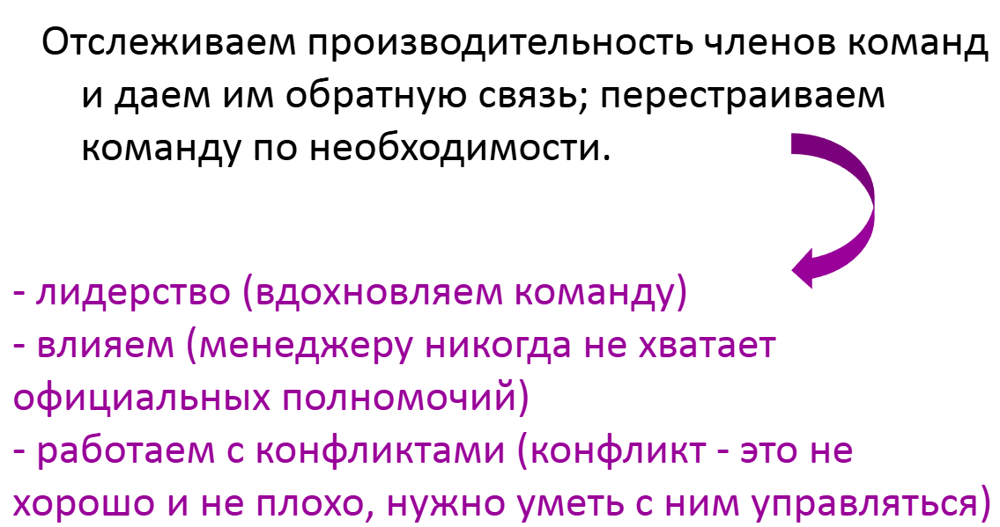 Отслеживаем производительность членов команд
и даем им обратную связь; перестраиваем
команду по необходимости.
- лидерство (вдохновляем команду)
- влияем (менеджеру никогда не хватает
официальных полномочий)
- работаем с конфликтами (конфликт - это не
хорошо и не плохо, нужно уметь с ним управляться)